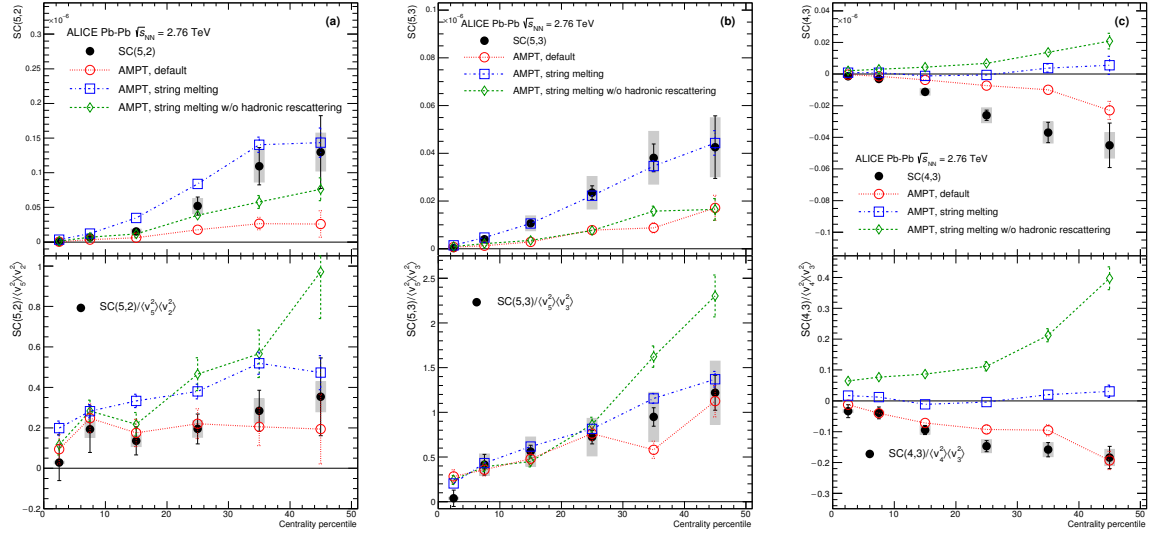 (a)
×10⁻⁶
SC(5,2)
0.3
0.25
0.2
0.15
0.1
0.05
0
ALICE Pb-Pb √s_NN = 2.76 TeV
SC(5,2)
AMPT, default
AMPT, string melting
AMPT, string melting w/o hadronic rescattering
SC(5,2)/⟨v₅²⟩⟨v₂²⟩
1
0.8
0.6
0.4
0.2
0
−0.2
SC(5,2)/⟨v₅²⟩⟨v₂²⟩
0
10
20
30
40
50
Centrality percentile
(b)
×10⁻⁶
SC(5,3)
0.1
0.08
0.06
0.04
0.02
0
ALICE Pb-Pb √s_NN = 2.76 TeV
SC(5,3)
AMPT, default
AMPT, string melting
AMPT, string melting w/o hadronic rescattering
SC(5,3)/⟨v₅²⟩⟨v₃²⟩
2.5
2
1.5
1
0.5
0
SC(5,3)/⟨v₅²⟩⟨v₃²⟩
0
10
20
30
40
50
Centrality percentile
(c)
×10⁻⁶
SC(4,3)
0.04
0.02
0
−0.02
−0.04
−0.06
−0.08
−0.1
ALICE Pb-Pb √s_NN = 2.76 TeV
SC(4,3)
AMPT, default
AMPT, string melting
AMPT, string melting w/o hadronic rescattering
SC(4,3)/⟨v₄²⟩⟨v₃²⟩
0.4
0.3
0.2
0.1
0
−0.1
−0.2
−0.3
SC(4,3)/⟨v₄²⟩⟨v₃²⟩
0
10
20
30
40
50
Centrality percentile